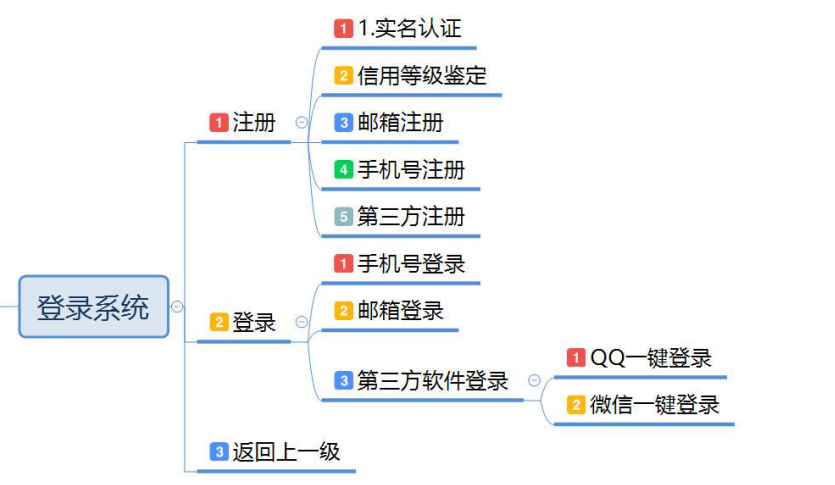 登录系统
1 注册
1 1.实名认证
2 信用等级鉴定
3 邮箱注册
4 手机号注册
5 第三方注册
2 登录
1 手机号登录
2 邮箱登录
3 第三方软件登录
1 QQ一键登录
2 微信一键登录
3 返回上一级